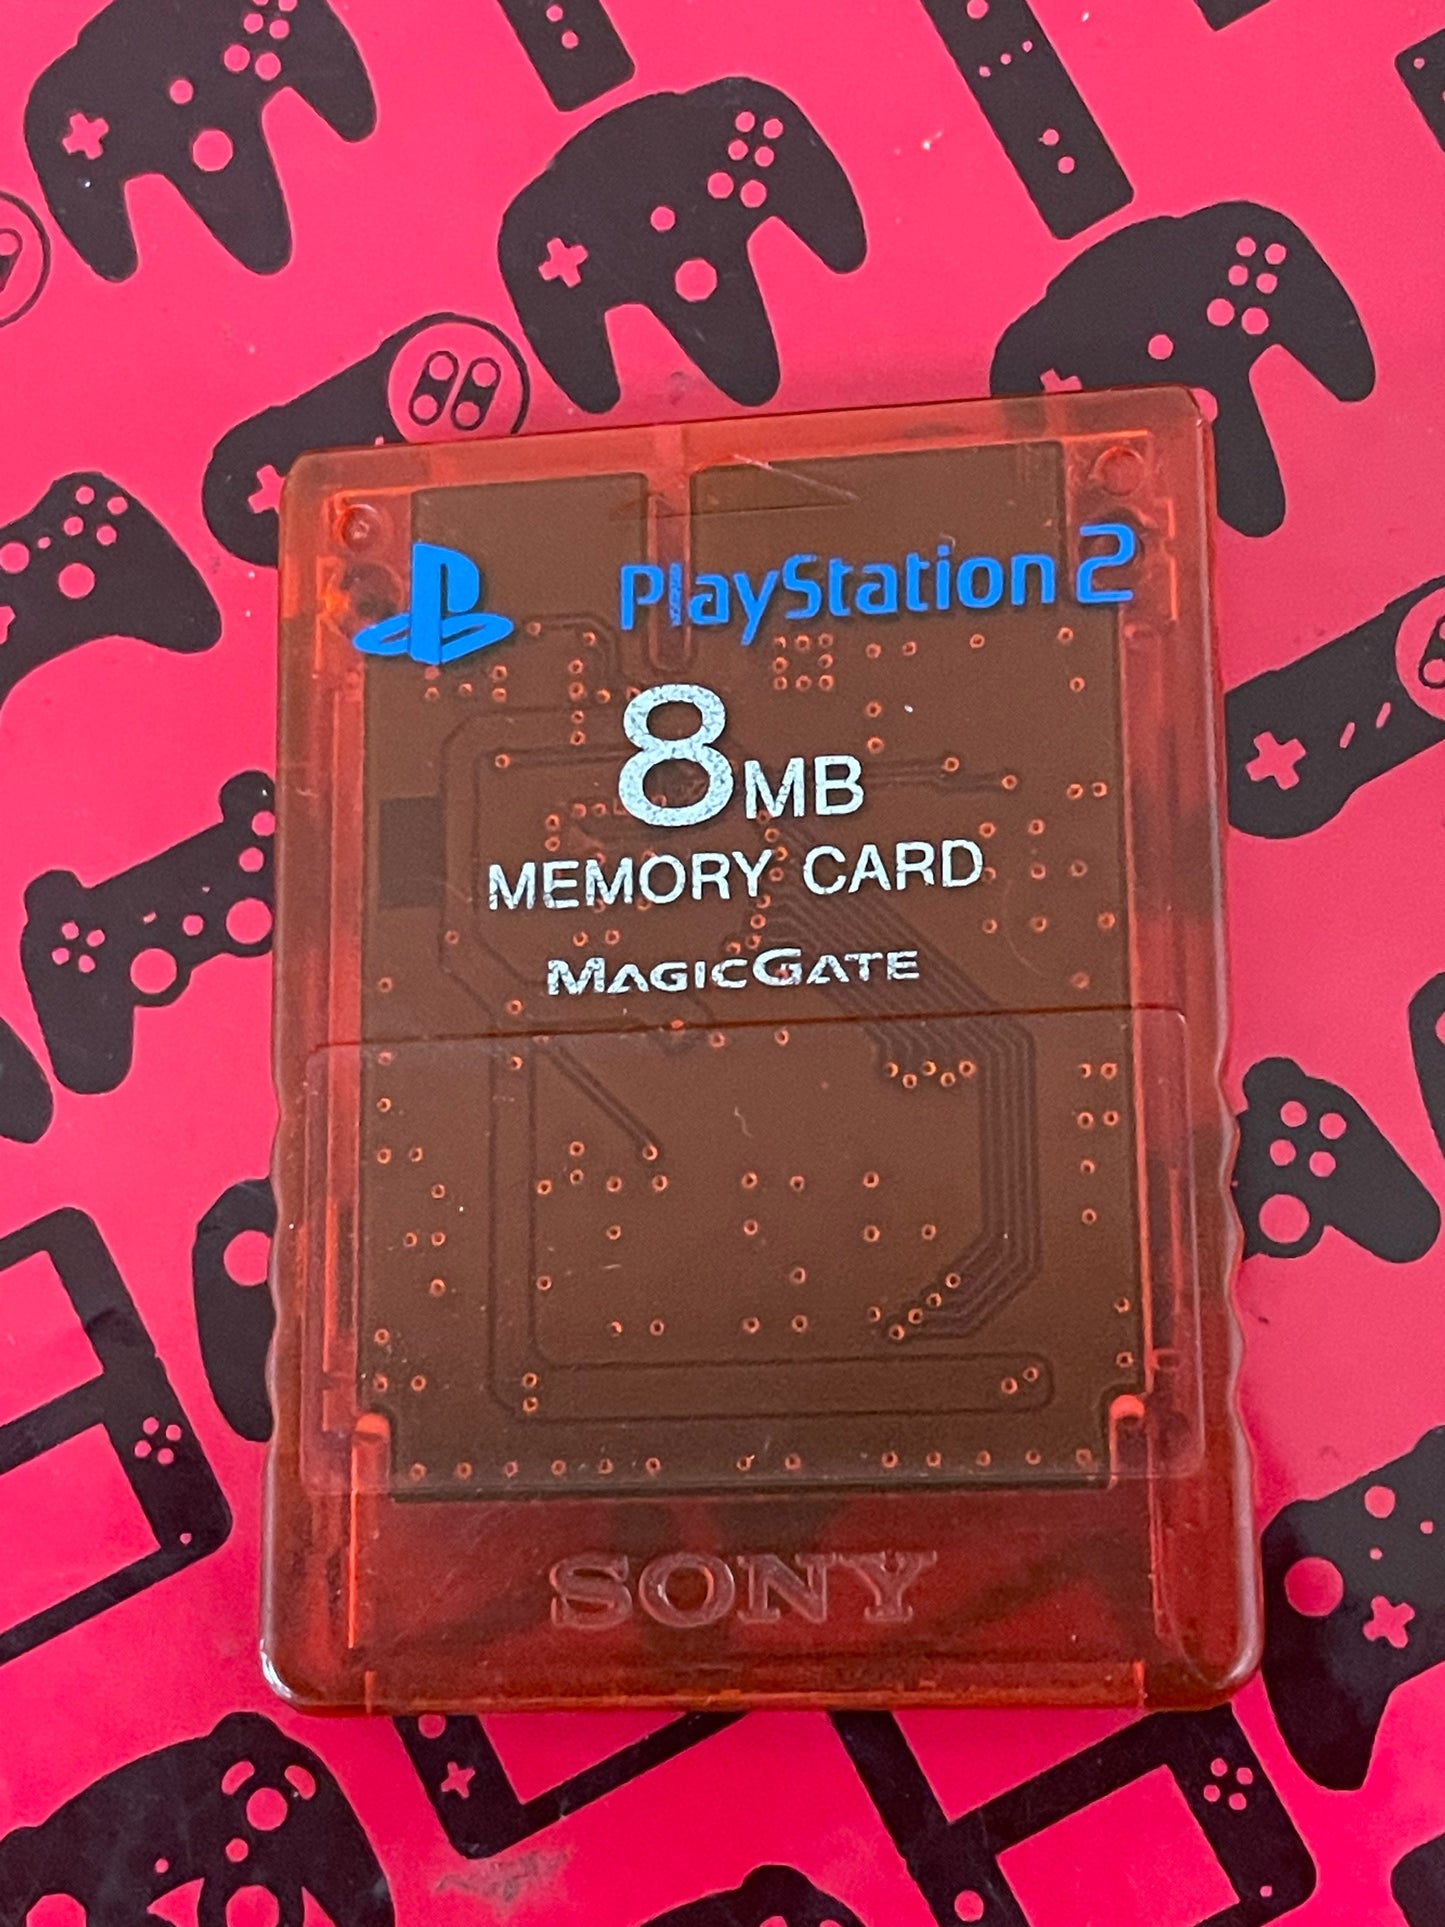 PlayStation 2
8MB
MEMORY CARD
MAGICGATE
SONY